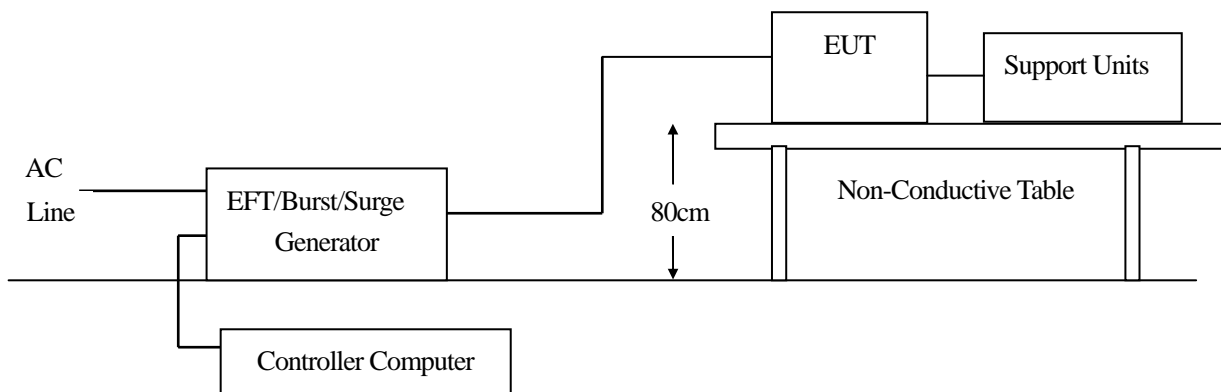 EUT
Support Units
AC
Line
EFT/Burst/Surge
Generator
80cm
Non-Conductive Table
Controller Computer